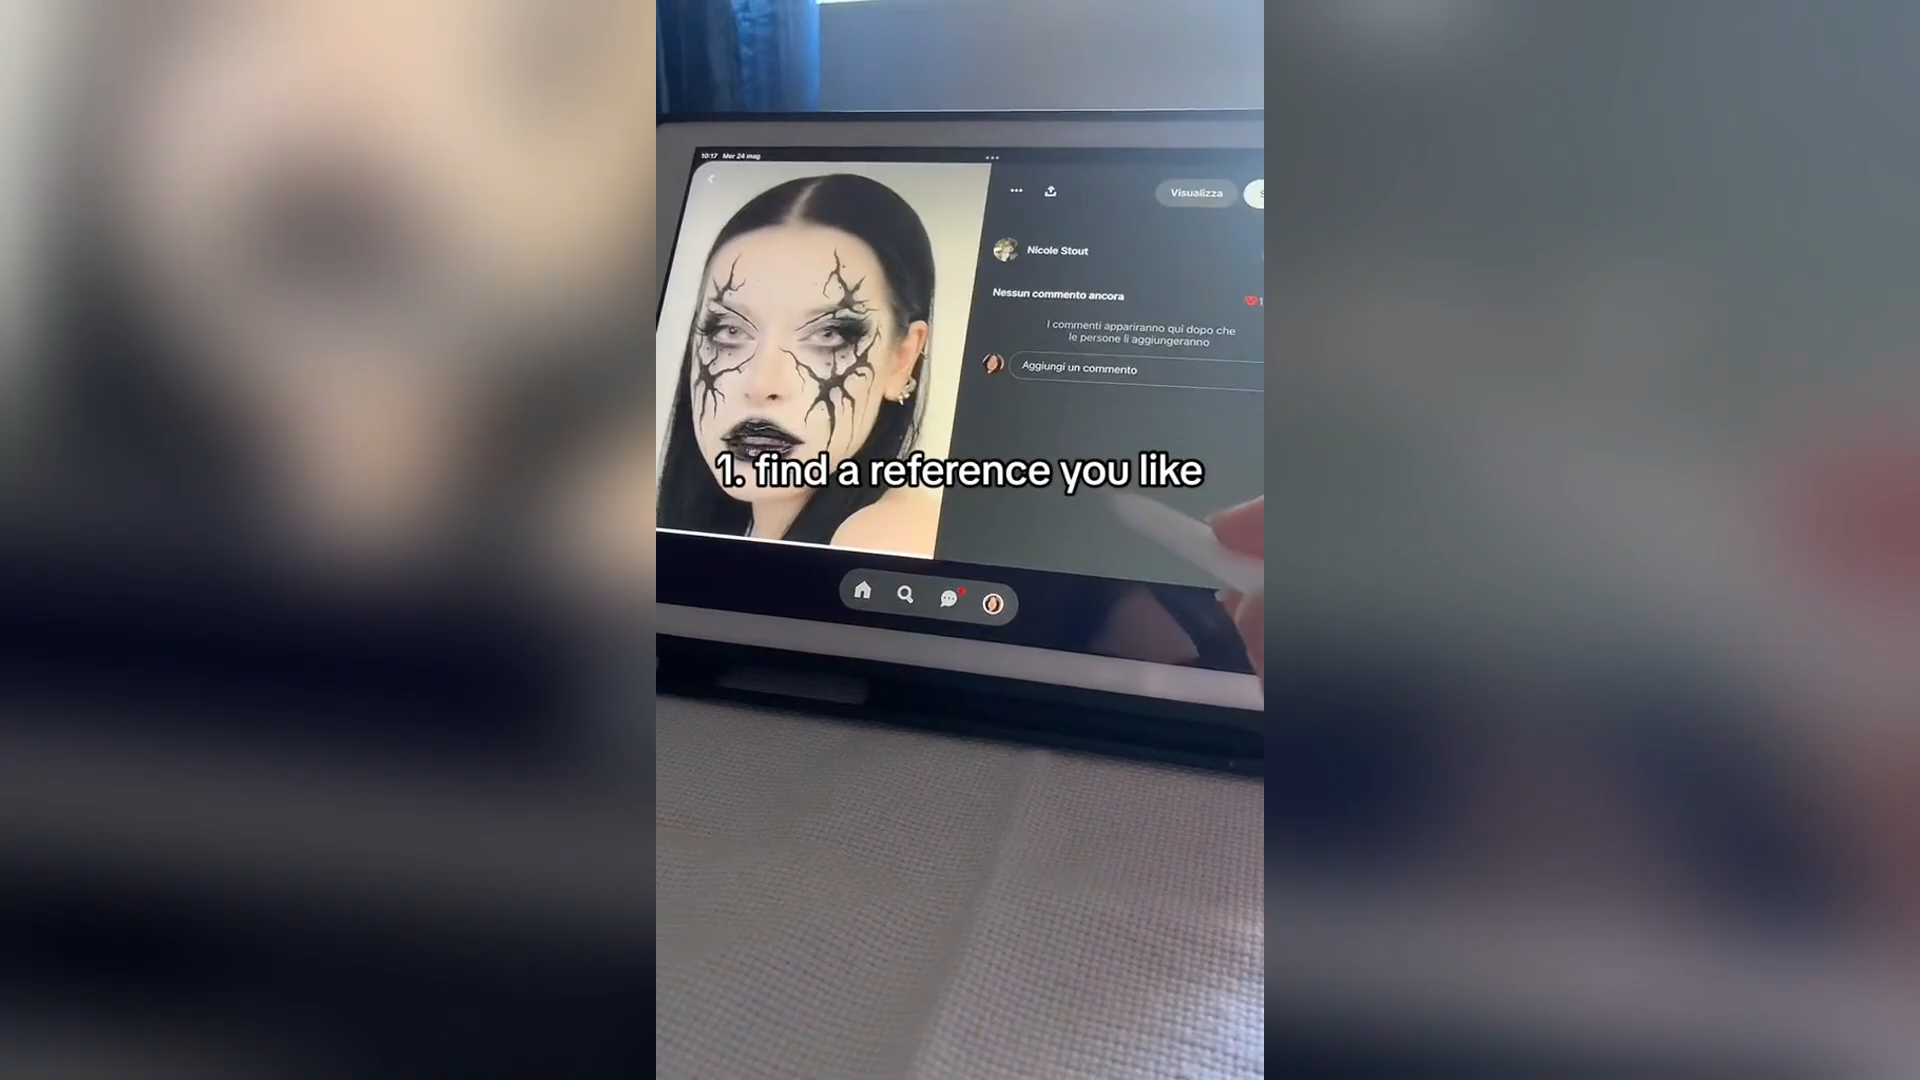 10:17 Mer 24 mag
Visualizza
Nicole Stout
Nessun commento ancora
I commenti appariranno qui dopo che
le persone li aggiungeranno
Aggiungi un commento
1. find a reference you like